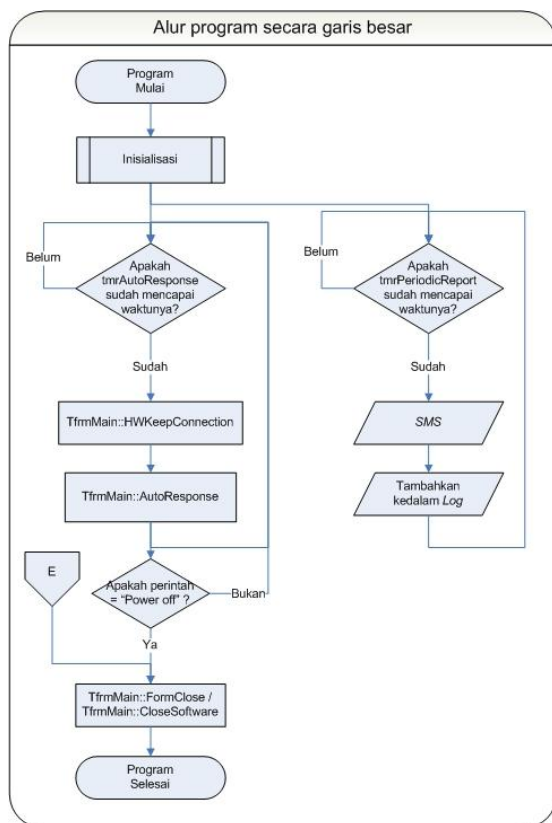 Alur program secara garis besar
Program
Mulai
Inisialisasi
Belum
Apakah
tmrAutoResponse
sudah mencapai
waktunya?
Sudah
TfrmMain::HWKeepConnection
TfrmMain::AutoResponse
E
Apakah perintah
= “Power off” ?
Bukan
Ya
TfrmMain::FormClose /
TfrmMain::CloseSoftware
Program
Selesai
Belum
Apakah
tmrPeriodicReport
sudah mencapai
waktunya?
Sudah
SMS
Tambahkan
kedalam Log